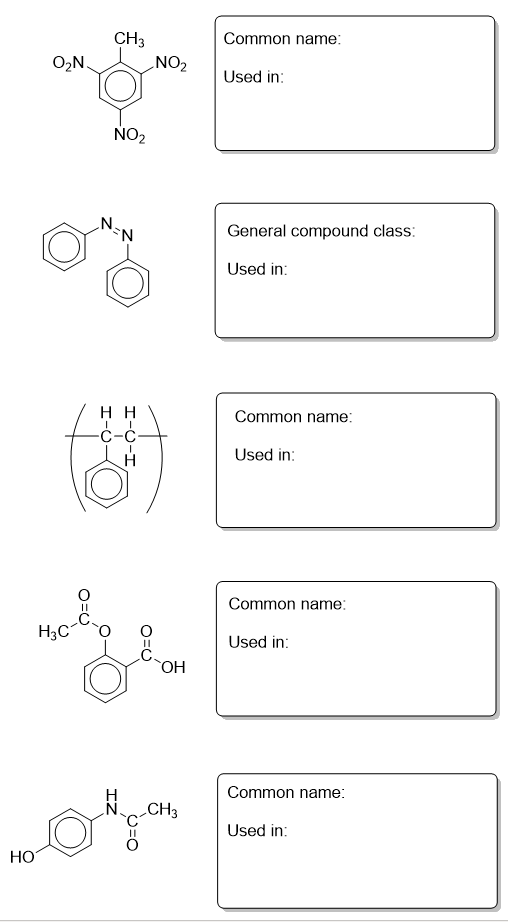 CH₃
O₂N NO₂
NO₂
Common name:
Used in:
N
N
General compound class:
Used in:
H H
C C
H
Common name:
Used in:
O
C
H₃C O O
C
OH
Common name:
Used in:
H
N CH₃
C
O
HO
Common name:
Used in: